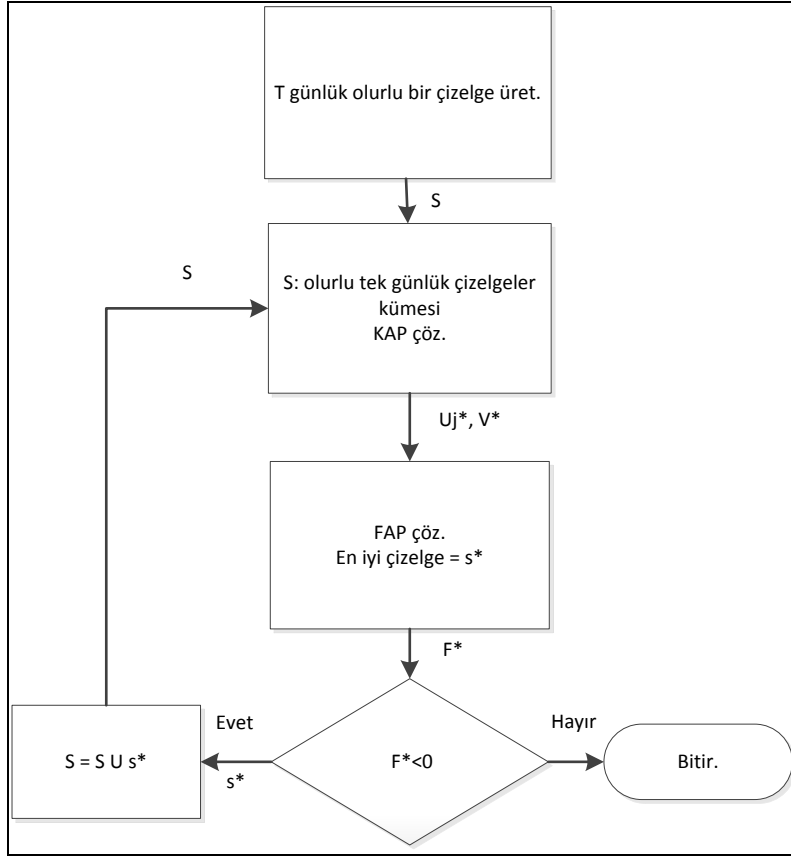 T günlük olurlu bir çizelge üret.
S
S
S: olurlu tek günlük çizelgeler
kümesi
KAP çöz.
Uj*, V*
FAP çöz.
En iyi çizelge = s*
F*
Evet
Hayır
S = S U s*
s*
F*<0
Bitir.